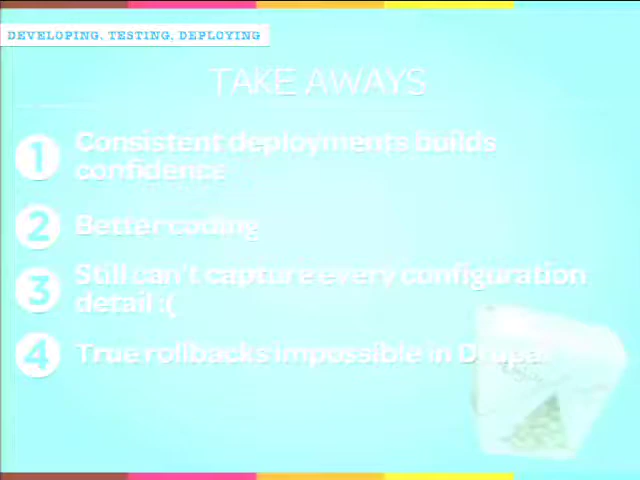 DEVELOPING, TESTING, DEPLOYING
TAKE AWAYS
1 Consistent deployments builds
confidence
2 Better coding
3 Still can't capture every configuration
detail :(
4 True rollbacks impossible in Drupal